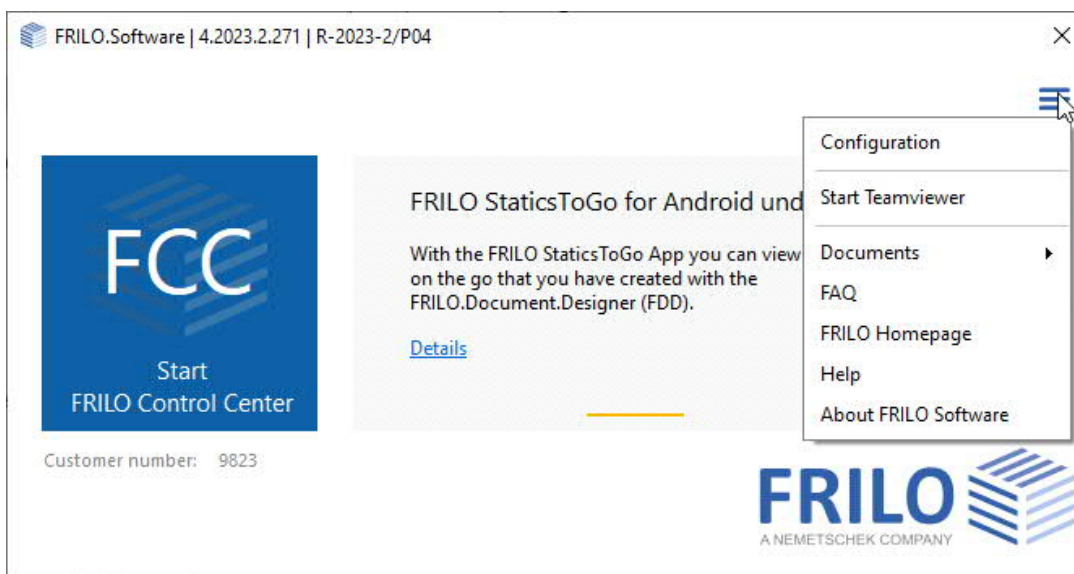 FRILO.Software | 4.2023.2.271 | R-2023-2/P04
Configuration
Start Teamviewer
Documents
FAQ
FRILO Homepage
Help
About FRILO Software
FCC
Start
FRILO Control Center
FRILO StaticsToGo for Android und
With the FRILO StaticsToGo App you can view
on the go that you have created with the
FRILO.Document.Designer (FDD).
Details
Customer number: 9823
FRILO
A NEMETSCHEK COMPANY